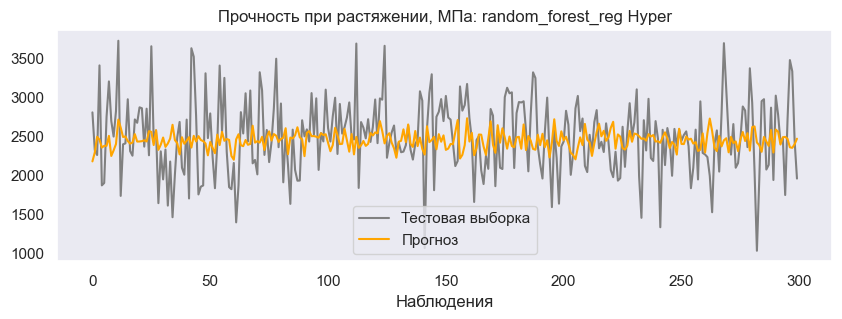 Прочность при растяжении, МПа: random_forest_reg Hyper
3500
3000
2500
2000
1500
1000
Тестовая выборка
Прогноз
0 50 100 150 200 250 300
Наблюдения